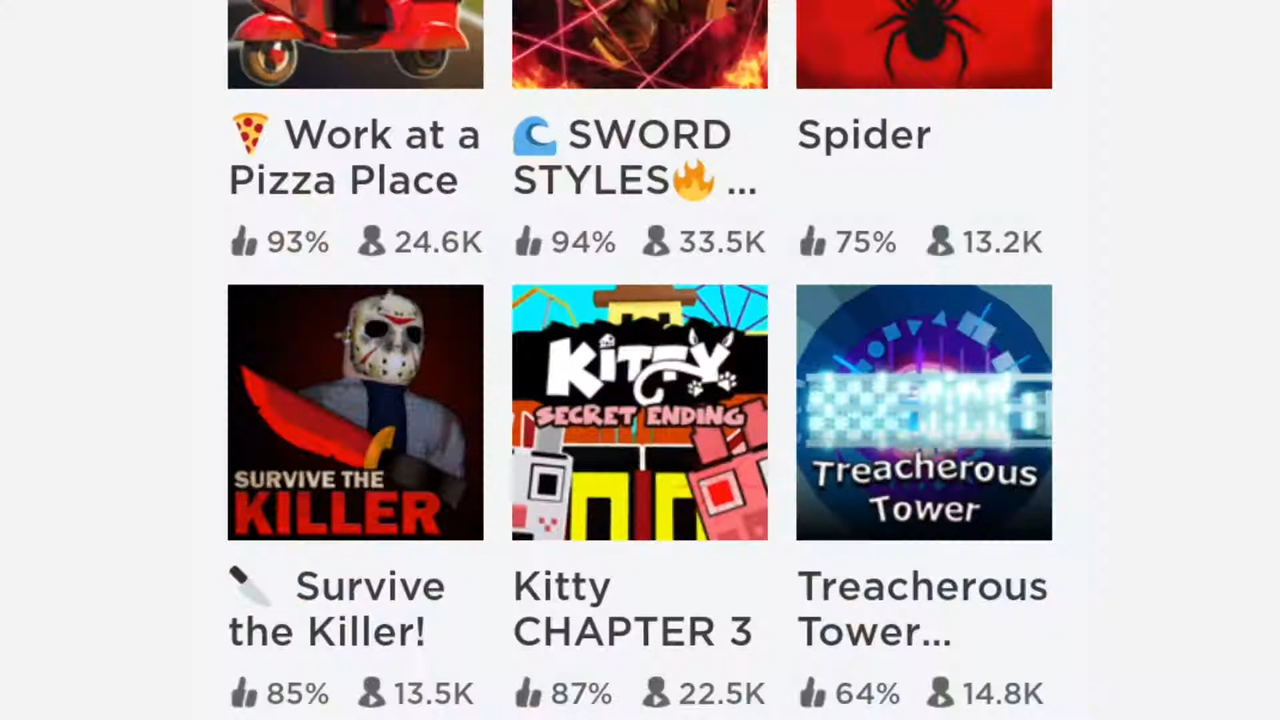 🍕 Work at a
Pizza Place
93% 24.6K
🌊 SWORD
STYLES🔥 ...
94% 33.5K
Spider
75% 13.2K
SURVIVE THE
KILLER
🔪 Survive
the Killer!
85% 13.5K
KITTY
SECRET ENDING
Kitty
CHAPTER 3
87% 22.5K
Treacherous
Tower
Treacherous
Tower...
64% 14.8K